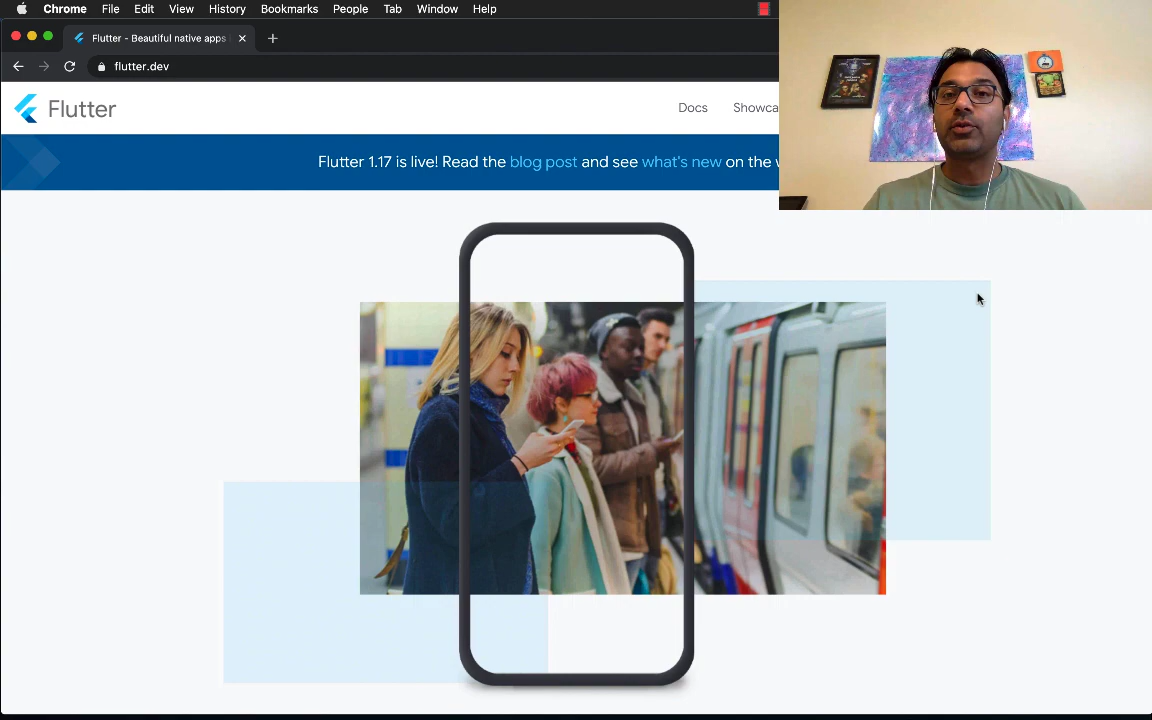 Chrome File Edit View History Bookmarks People Tab Window Help
Flutter - Beautiful native apps
flutter.dev
Flutter
Docs Showca
Flutter 1.17 is live! Read the blog post and see what's new on the